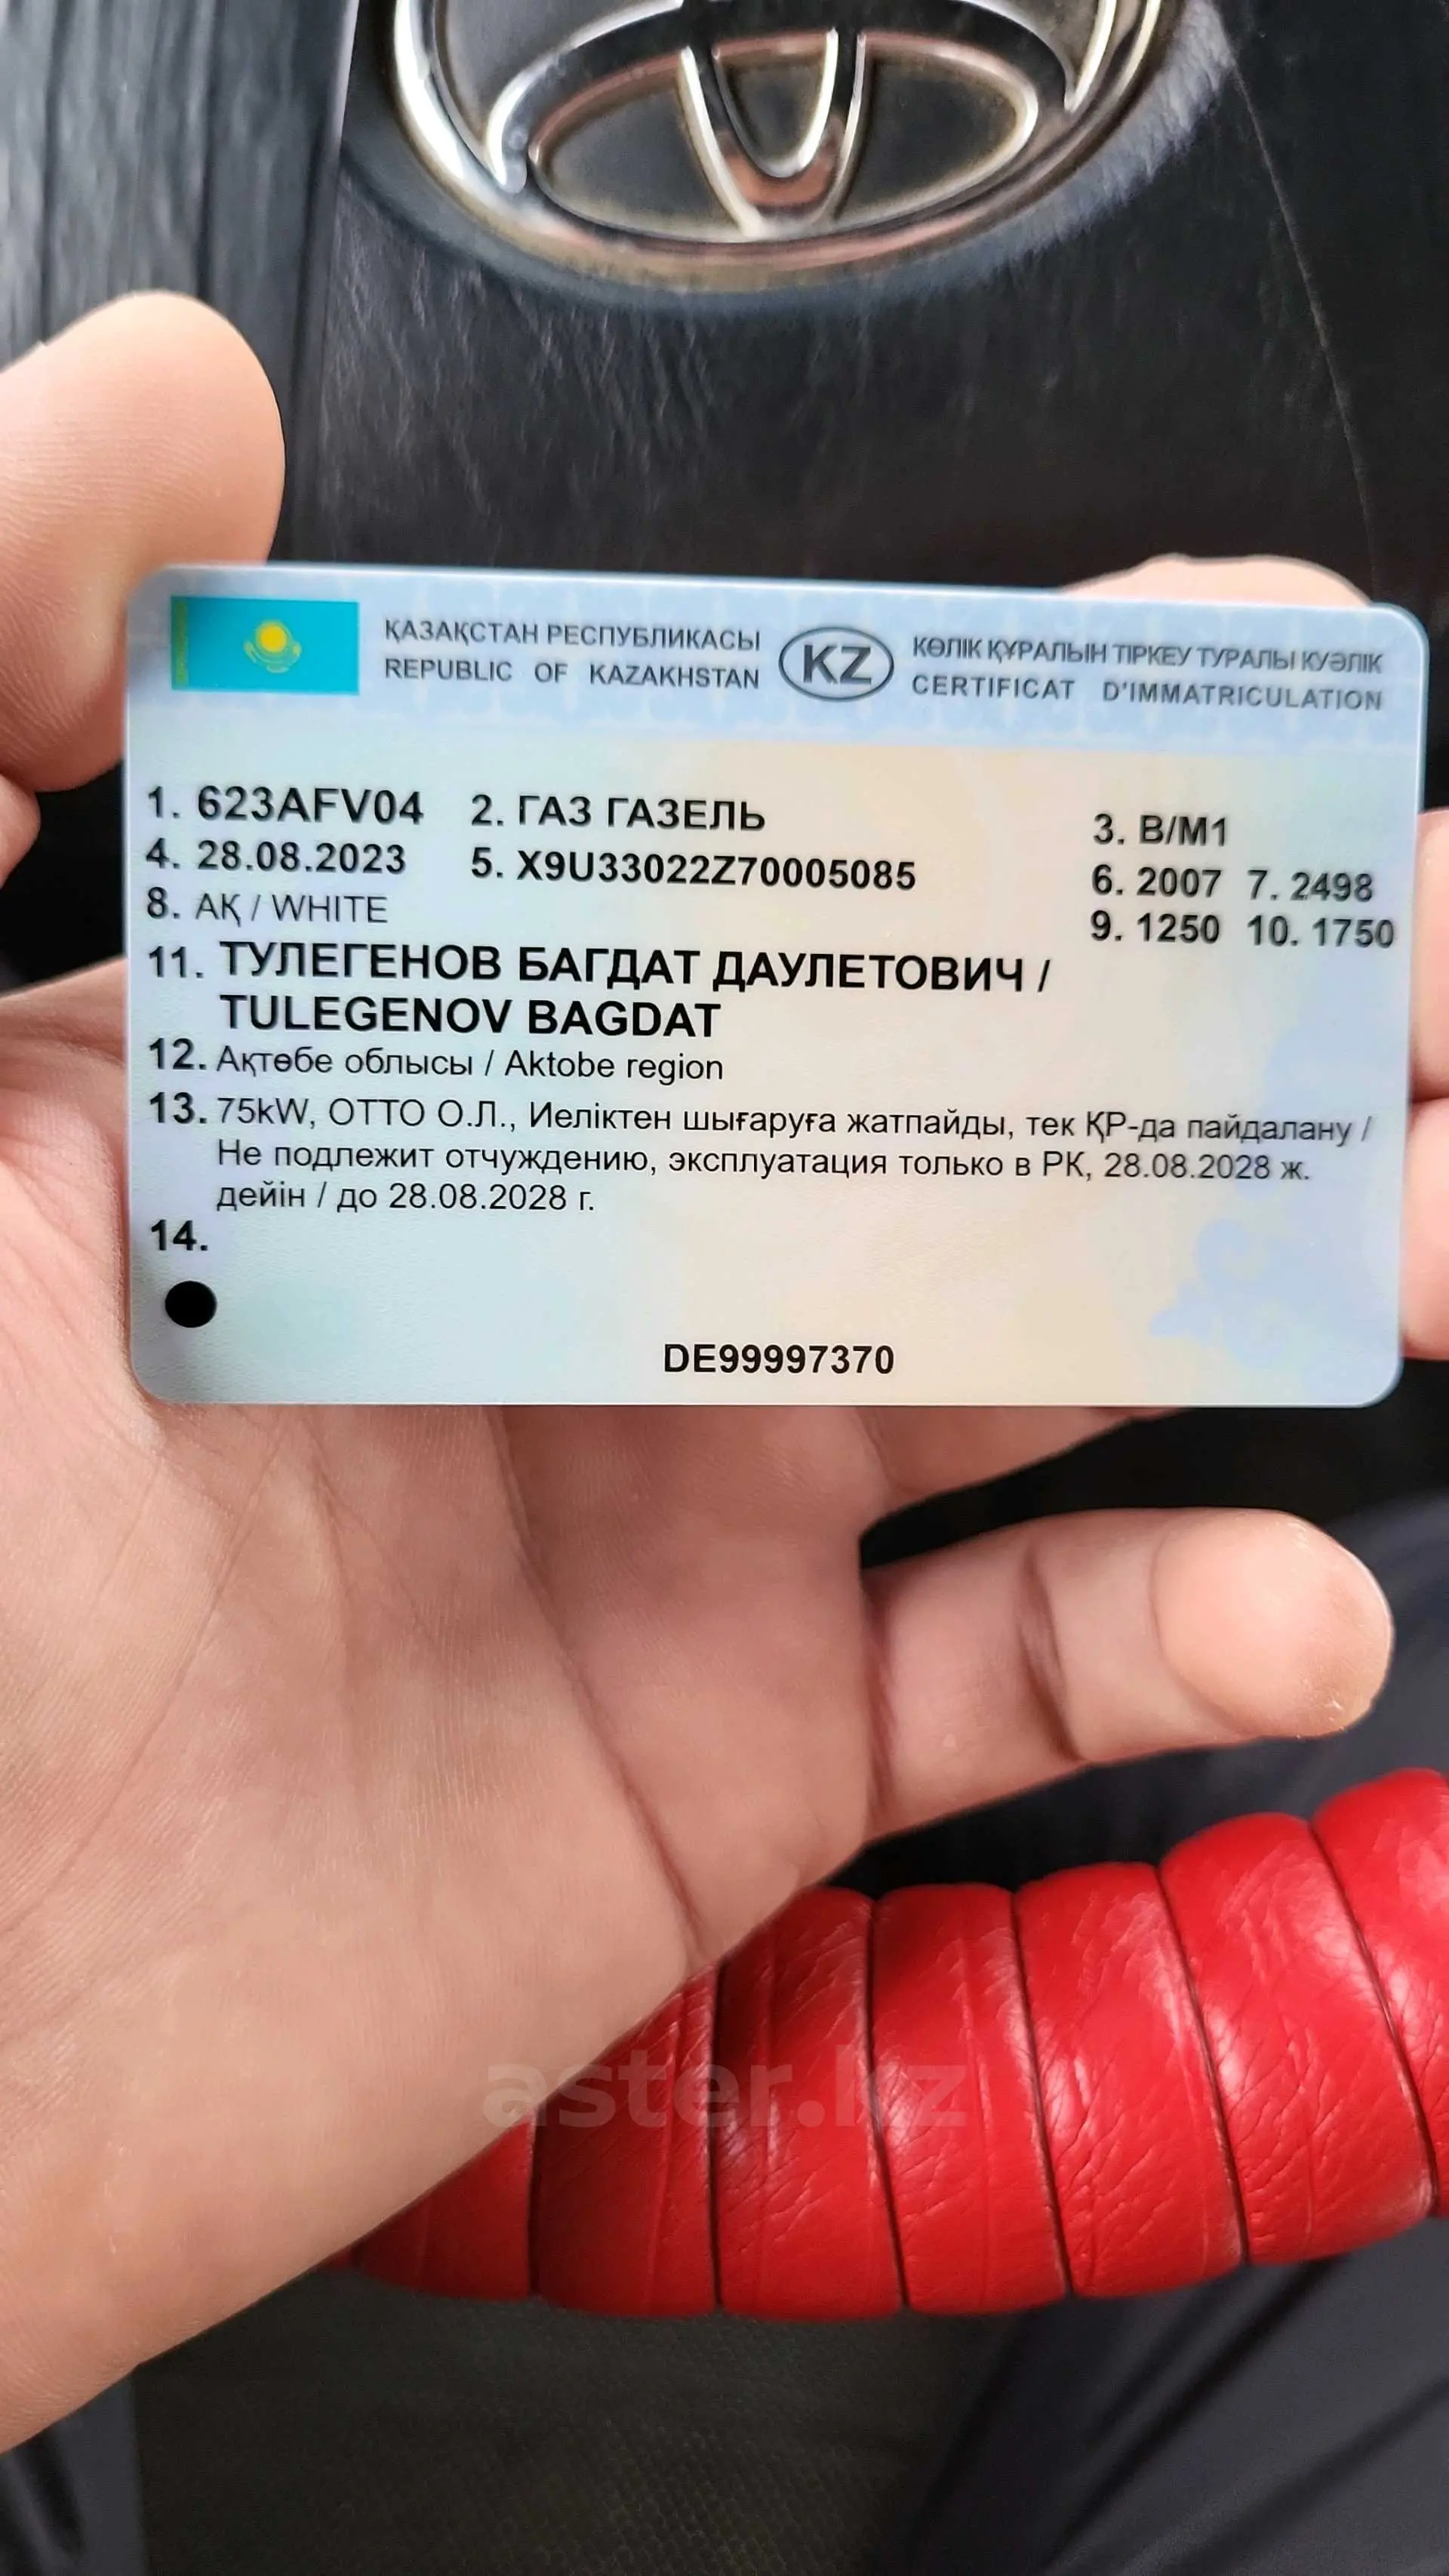 ҚАЗАҚСТАН РЕСПУБЛИКАСЫ
REPUBLIC OF KAZAKHSTAN
KZ
КӨЛІК ҚҰРАЛЫН ТІРКЕУ ТУРАЛЫ КУӘЛІК
CERTIFICAT D'IMMATRICULATION
1. 623AFV04 2. ГАЗ ГАЗЕЛЬ 3. B/M1
4. 28.08.2023 5. X9U33022Z70005085 6. 2007 7. 2498
8. АҚ / WHITE 9. 1250 10. 1750
11. ТУЛЕГЕНОВ БАГДАТ ДАУЛЕТОВИЧ /
TULEGENOV BAGDAT
12. Ақтөбе облысы / Aktobe region
13. 75kW, ОТТО О.Л., Иеліктен шығаруға жатпайды, тек ҚР-да пайдалану /
Не подлежит отчуждению, эксплуатация только в РК, 28.08.2028 ж.
дейін / до 28.08.2028 г.
14.
DE99997370
aster.kz